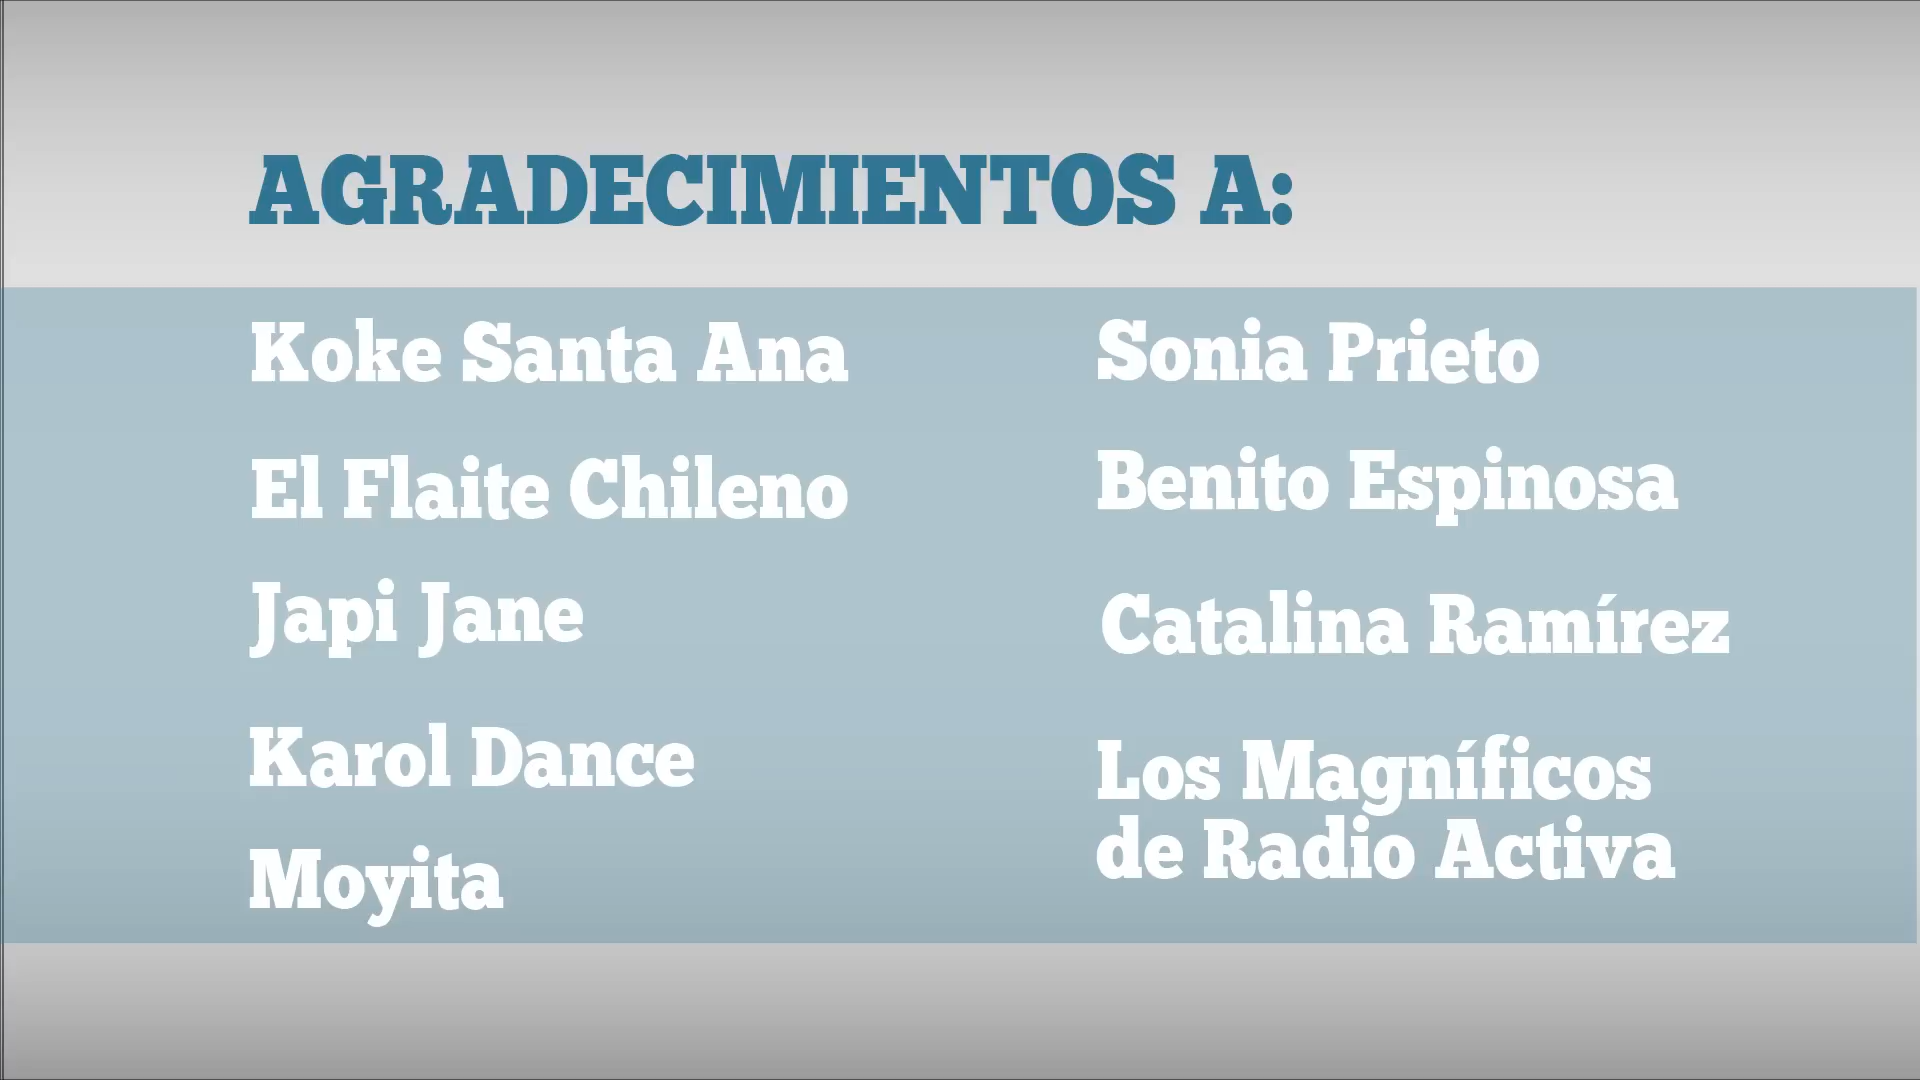 AGRADECIMIENTOS A:
Koke Santa Ana
El Flaite Chileno
Japi Jane
Karol Dance
Moyita
Sonia Prieto
Benito Espinosa
Catalina Ramírez
Los Magníficos
de Radio Activa